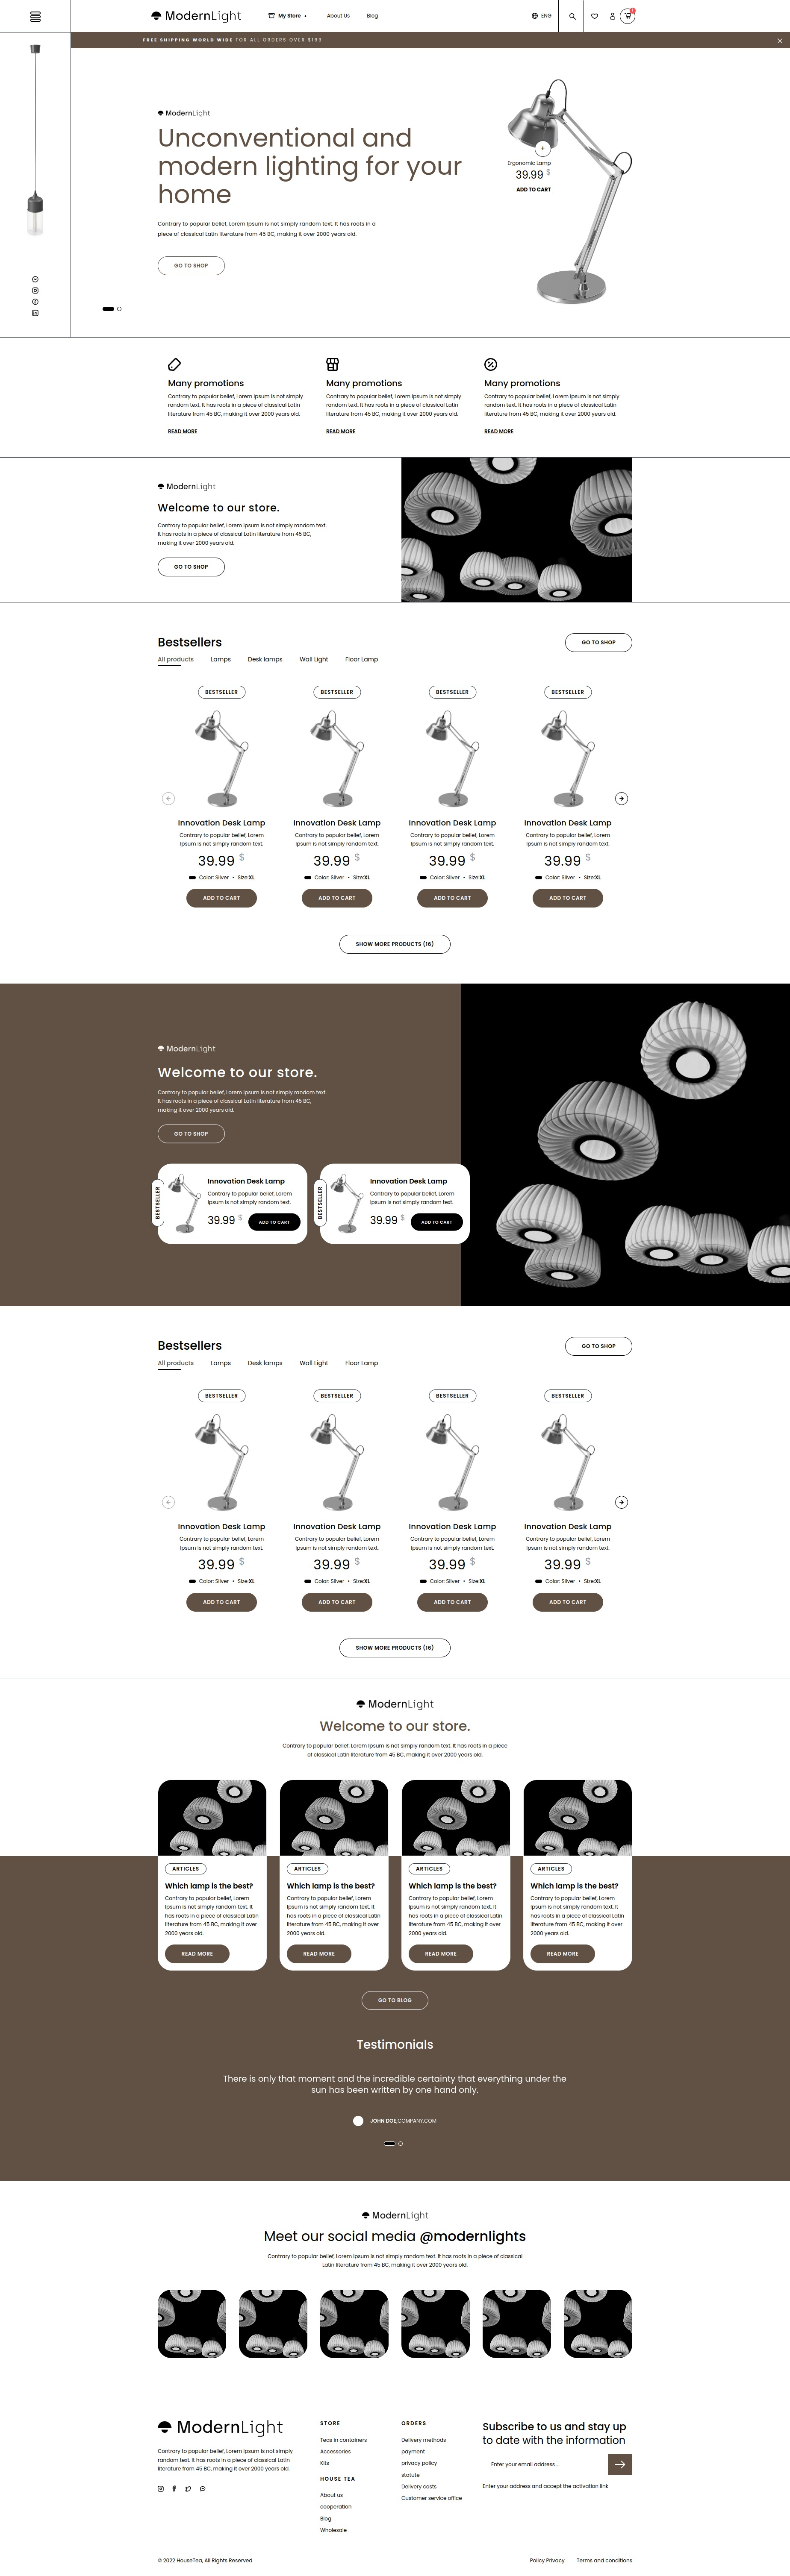 ModernLight
My Store
About Us
Blog
ENG
FREE SHIPPING WORLD WIDE FOR ALL ORDERS OVER $199
ModernLight
Unconventional and
modern lighting for your
home
Contrary to popular belief, Lorem Ipsum is not simply random text. It has roots in a
piece of classical Latin literature from 45 BC, making it over 2000 years old.
GO TO SHOP
Ergonomic Lamp
39.99 $
ADD TO CART
Many promotions
Contrary to popular belief, Lorem Ipsum is not simply
random text. It has roots in a piece of classical Latin
literature from 45 BC, making it over 2000 years old.
READ MORE
Many promotions
Contrary to popular belief, Lorem Ipsum is not simply
random text. It has roots in a piece of classical Latin
literature from 45 BC, making it over 2000 years old.
READ MORE
Many promotions
Contrary to popular belief, Lorem Ipsum is not simply
random text. It has roots in a piece of classical Latin
literature from 45 BC, making it over 2000 years old.
READ MORE
ModernLight
Welcome to our store.
Contrary to popular belief, Lorem Ipsum is not simply random text.
It has roots in a piece of classical Latin literature from 45 BC,
making it over 2000 years old.
GO TO SHOP
Bestsellers
GO TO SHOP
All products
Lamps
Desk lamps
Wall Light
Floor Lamp
BESTSELLER
Innovation Desk Lamp
Contrary to popular belief, Lorem
Ipsum is not simply random text.
39.99 $
Color: Silver • Size:XL
ADD TO CART
BESTSELLER
Innovation Desk Lamp
Contrary to popular belief, Lorem
Ipsum is not simply random text.
39.99 $
Color: Silver • Size:XL
ADD TO CART
BESTSELLER
Innovation Desk Lamp
Contrary to popular belief, Lorem
Ipsum is not simply random text.
39.99 $
Color: Silver • Size:XL
ADD TO CART
BESTSELLER
Innovation Desk Lamp
Contrary to popular belief, Lorem
Ipsum is not simply random text.
39.99 $
Color: Silver • Size:XL
ADD TO CART
SHOW MORE PRODUCTS (16)
ModernLight
Welcome to our store.
Contrary to popular belief, Lorem Ipsum is not simply random text.
It has roots in a piece of classical Latin literature from 45 BC,
making it over 2000 years old.
GO TO SHOP
BESTSELLER
Innovation Desk Lamp
Contrary to popular belief, Lorem
Ipsum is not simply random text.
39.99 $
ADD TO CART
BESTSELLER
Innovation Desk Lamp
Contrary to popular belief, Lorem
Ipsum is not simply random text.
39.99 $
ADD TO CART
Bestsellers
GO TO SHOP
All products
Lamps
Desk lamps
Wall Light
Floor Lamp
BESTSELLER
Innovation Desk Lamp
Contrary to popular belief, Lorem
Ipsum is not simply random text.
39.99 $
Color: Silver • Size:XL
ADD TO CART
BESTSELLER
Innovation Desk Lamp
Contrary to popular belief, Lorem
Ipsum is not simply random text.
39.99 $
Color: Silver • Size:XL
ADD TO CART
BESTSELLER
Innovation Desk Lamp
Contrary to popular belief, Lorem
Ipsum is not simply random text.
39.99 $
Color: Silver • Size:XL
ADD TO CART
BESTSELLER
Innovation Desk Lamp
Contrary to popular belief, Lorem
Ipsum is not simply random text.
39.99 $
Color: Silver • Size:XL
ADD TO CART
SHOW MORE PRODUCTS (16)
ModernLight
Welcome to our store.
Contrary to popular belief, Lorem Ipsum is not simply random text. It has roots in a piece
of classical Latin literature from 45 BC, making it over 2000 years old.
ARTICLES
Which lamp is the best?
Contrary to popular belief, Lorem
Ipsum is not simply random text. It
has roots in a piece of classical Latin
literature from 45 BC, making it over
2000 years old.
READ MORE
ARTICLES
Which lamp is the best?
Contrary to popular belief, Lorem
Ipsum is not simply random text. It
has roots in a piece of classical Latin
literature from 45 BC, making it over
2000 years old.
READ MORE
ARTICLES
Which lamp is the best?
Contrary to popular belief, Lorem
Ipsum is not simply random text. It
has roots in a piece of classical Latin
literature from 45 BC, making it over
2000 years old.
READ MORE
ARTICLES
Which lamp is the best?
Contrary to popular belief, Lorem
Ipsum is not simply random text. It
has roots in a piece of classical Latin
literature from 45 BC, making it over
2000 years old.
READ MORE
GO TO BLOG
Testimonials
There is only that moment and the incredible certainty that everything under the
sun has been written by one hand only.
JOHN DOE,COMPANY.COM
ModernLight
Meet our social media @modernlights
Contrary to popular belief, Lorem Ipsum is not simply random text. It has roots in a piece of classical
Latin literature from 45 BC, making it over 2000 years old.
ModernLight
Contrary to popular belief, Lorem Ipsum is not simply
random text. It has roots in a piece of classical Latin
literature from 45 BC, making it over 2000 years old.
STORE
Teas in containers
Accessories
Kits
HOUSE TEA
About us
cooperation
Blog
Wholesale
ORDERS
Delivery methods
payment
privacy policy
statute
Delivery costs
Customer service office
Subscribe to us and stay up
to date with the information
Enter your email address ...
Enter your address and accept the activation link
© 2022 HouseTea, All Rights Reserved
Policy Privacy
Terms and conditions